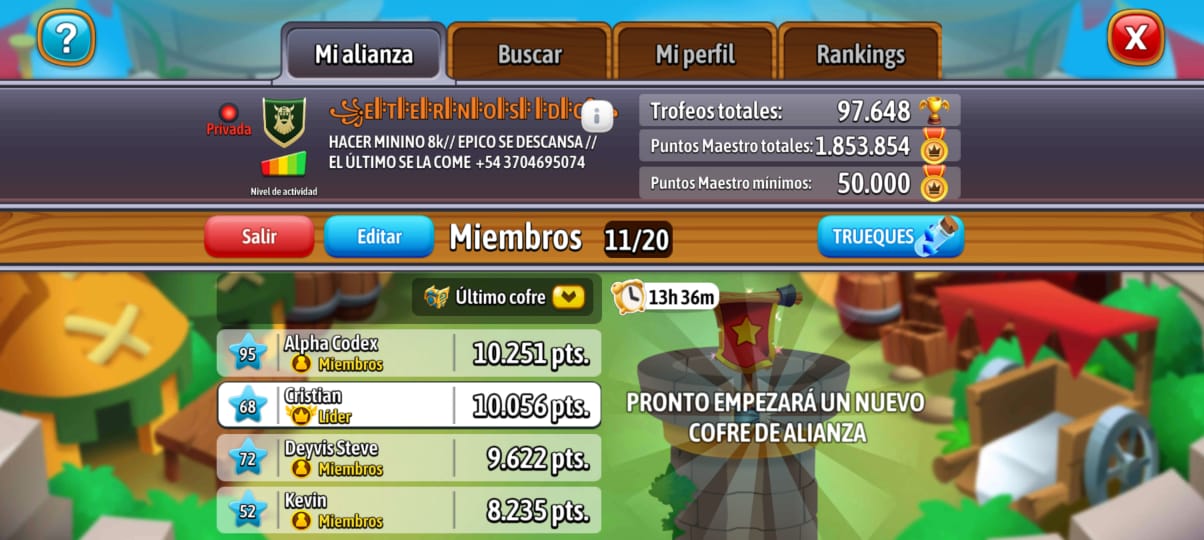 ?
Mi alianza
Buscar
Mi perfil
Rankings
X
Privada
Nivel de actividad
i
HACER MININO 8k// EPICO SE DESCANSA //
EL ÚLTIMO SE LA COME +54 3704695074
Trofeos totales: 97.648
Puntos Maestro totales: 1.853.854
Puntos Maestro mínimos: 50.000
Salir
Editar
Miembros 11/20
TRUEQUES
Último cofre
13h 36m
95 Alpha Codex
Miembros
10.251 pts.
68 Cristian
Líder
10.056 pts.
72 Deyvis Steve
Miembros
9.622 pts.
52 Kevin
Miembros
8.235 pts.
PRONTO EMPEZARÁ UN NUEVO
COFRE DE ALIANZA